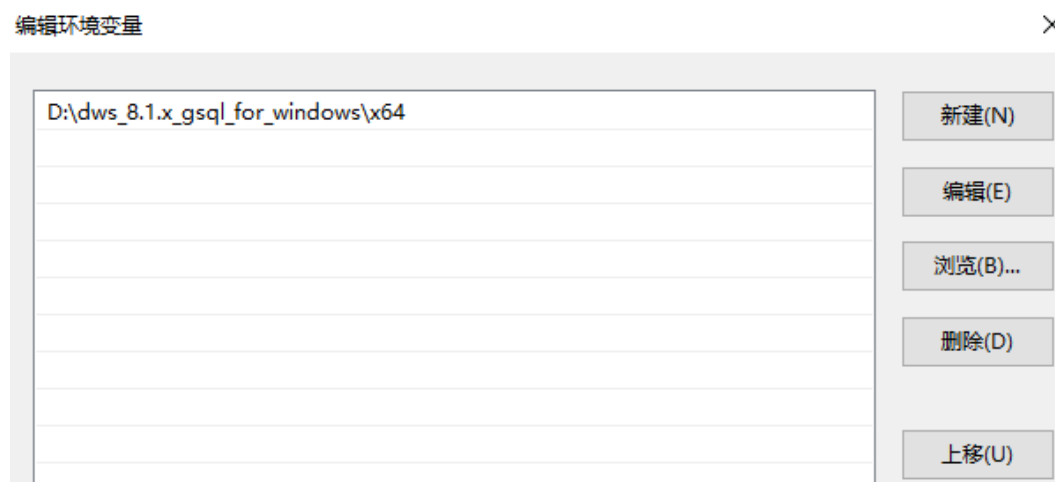 编辑环境变量
D:\dws_8.1.x_gsql_for_windows\x64
新建(N)
编辑(E)
浏览(B)...
删除(D)
上移(U)